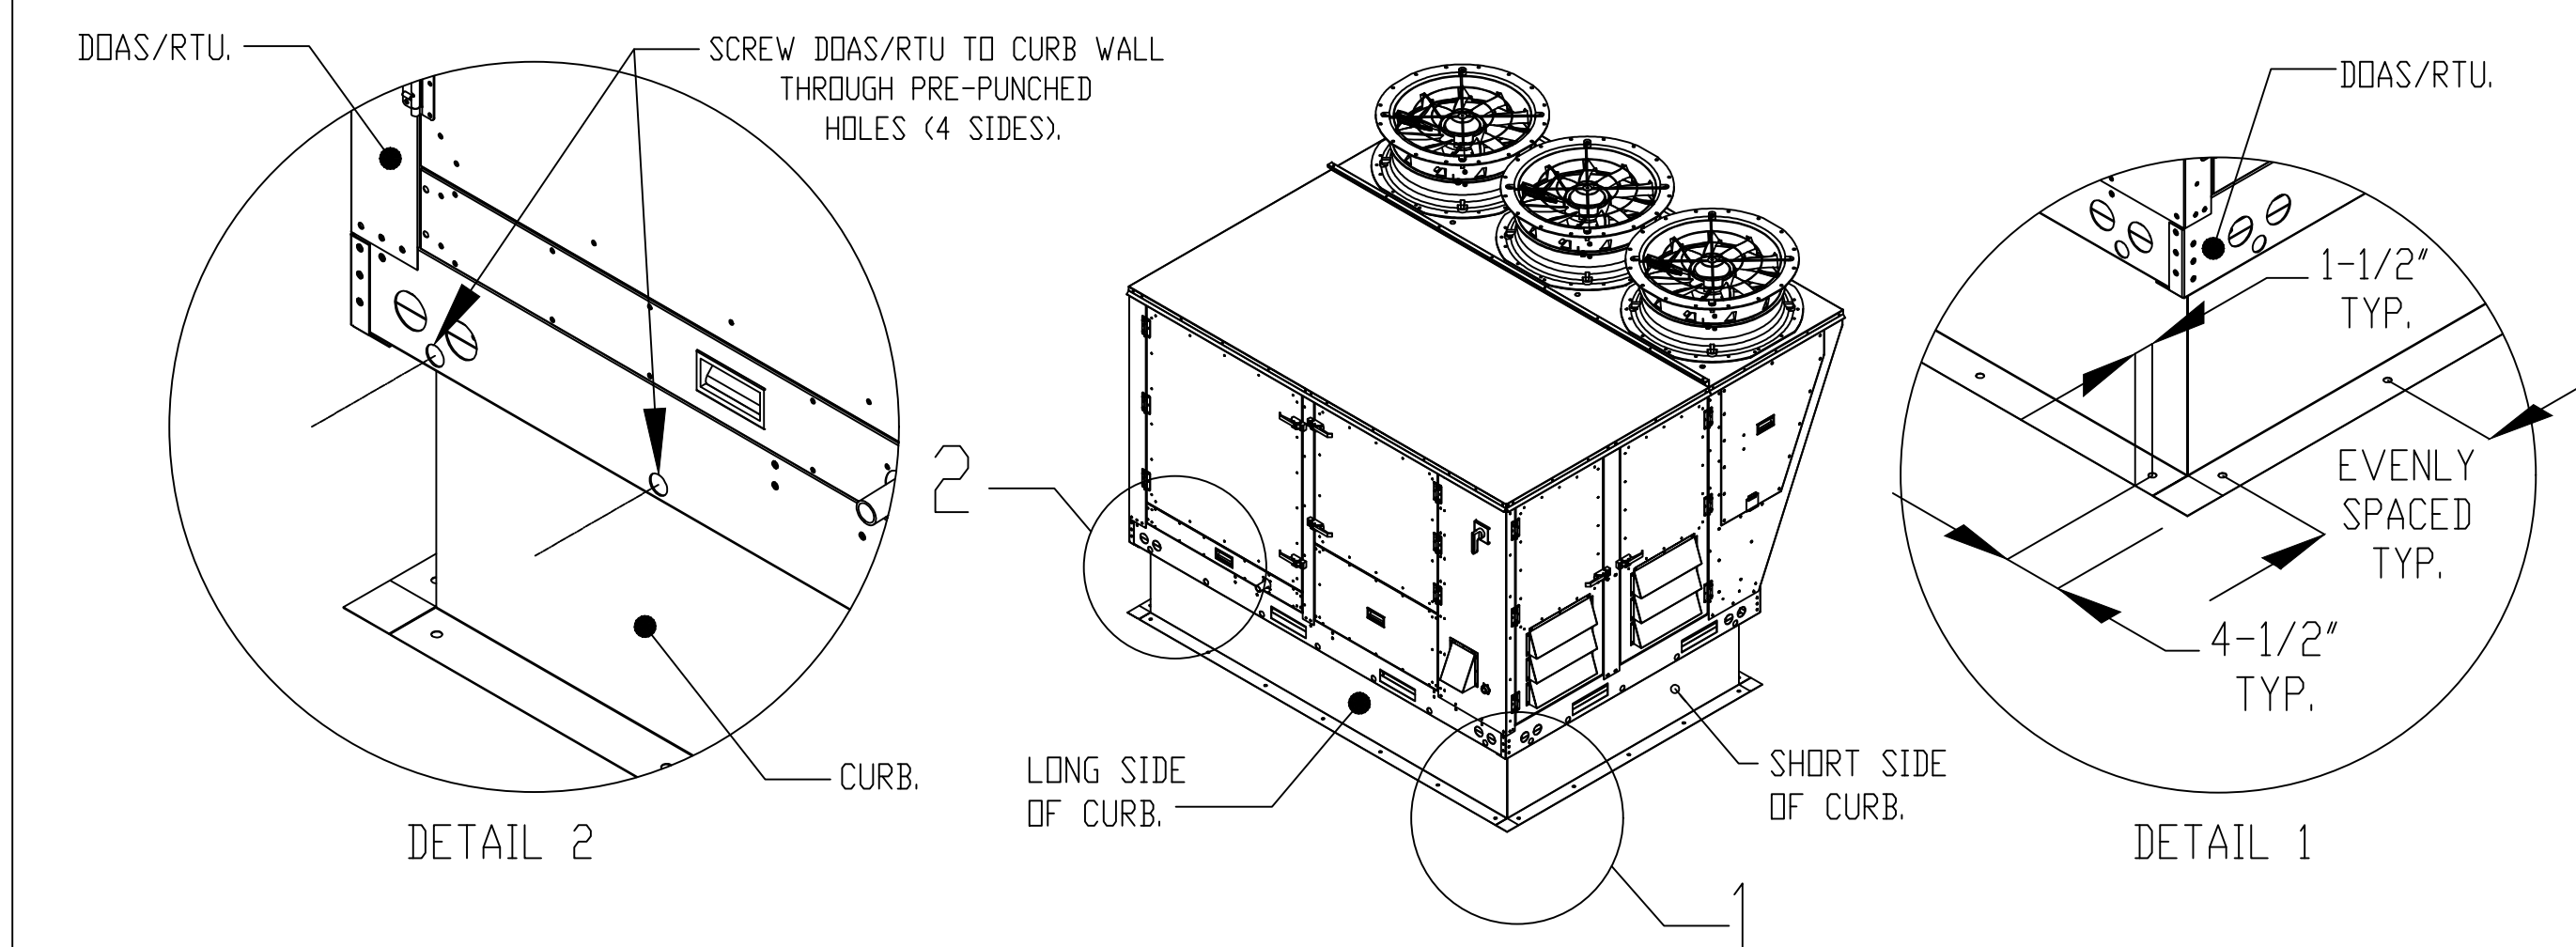 DOAS/RTU.
SCREW DOAS/RTU TO CURB WALL
THROUGH PRE-PUNCHED
HOLES (4 SIDES).
CURB.
DETAIL 2
2
LONG SIDE
OF CURB.
SHORT SIDE
OF CURB.
1
DOAS/RTU.
1-1/2"
TYP.
EVENLY
SPACED
TYP.
4-1/2"
TYP.
DETAIL 1